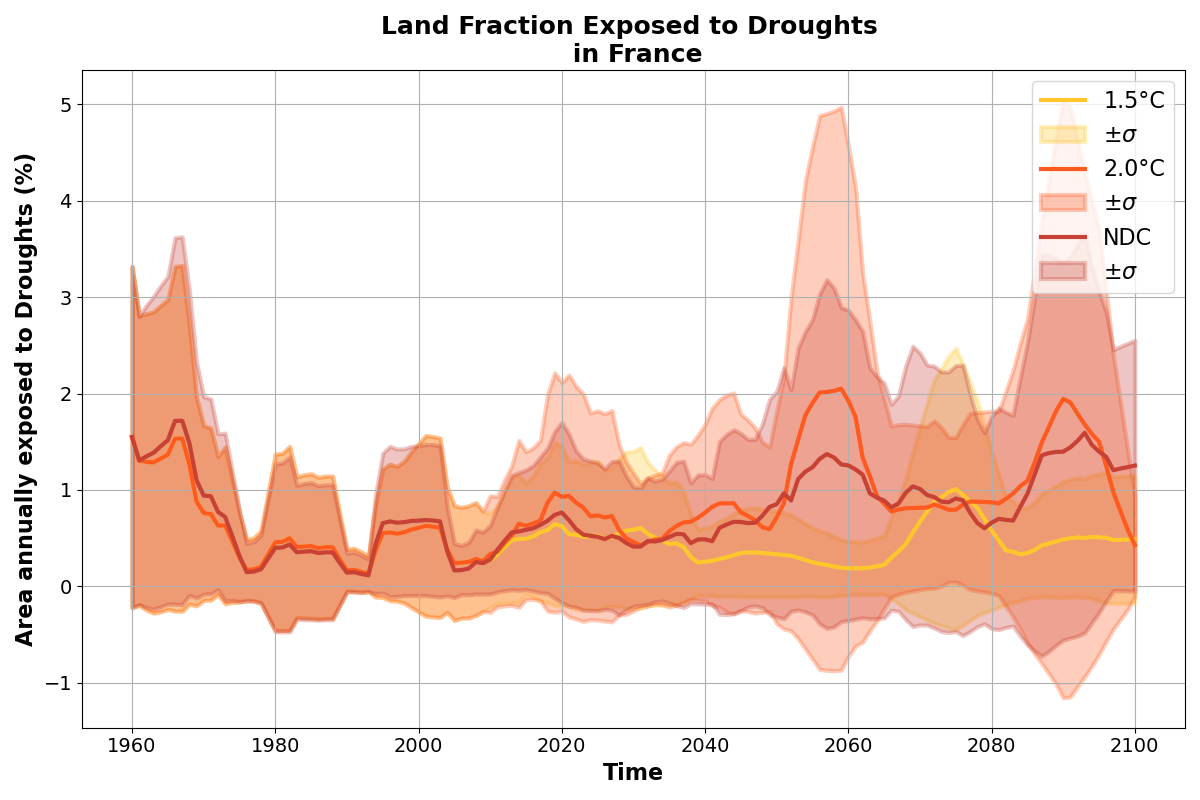 Land Fraction Exposed to Droughts
in France
Area annually exposed to Droughts (%)
5
4
3
2
1
0
−1
1960
1980
2000
2020
2040
2060
2080
2100
Time
1.5°C
±σ
2.0°C
±σ
NDC
±σ